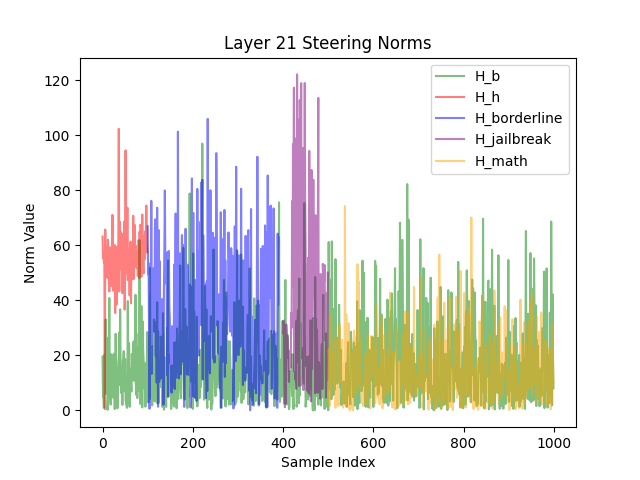 Layer 21 Steering Norms
H_b
H_h
H_borderline
H_jailbreak
H_math
Norm Value
120
100
80
60
40
20
0
0 200 400 600 800 1000
Sample Index